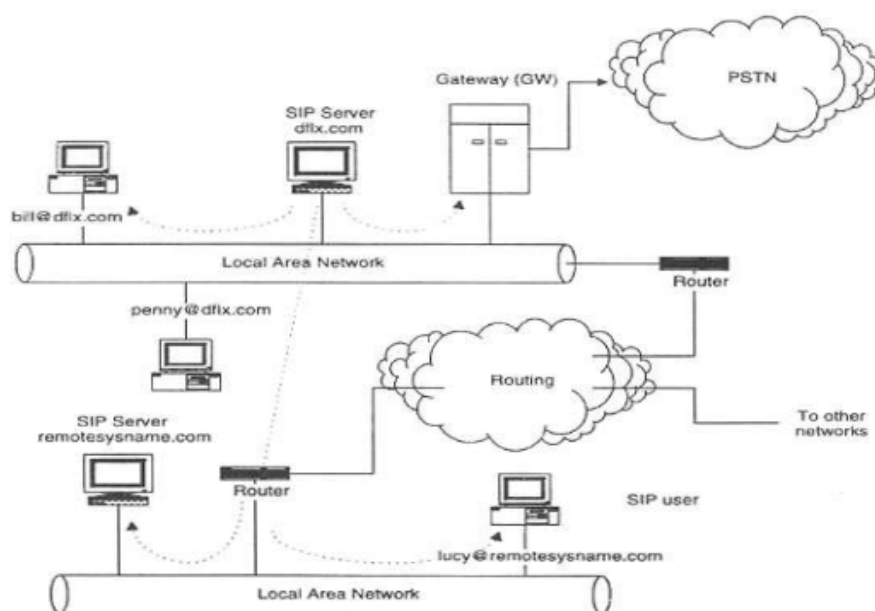 PSTN
Gateway (GW)
SIP Server
dflx.com
bill@dflx.com
Local Area Network
Router
penny@dflx.com
Routing
SIP Server
remotesysname.com
To other
networks
Router
SIP user
lucy@remotesysname.com
Local Area Network